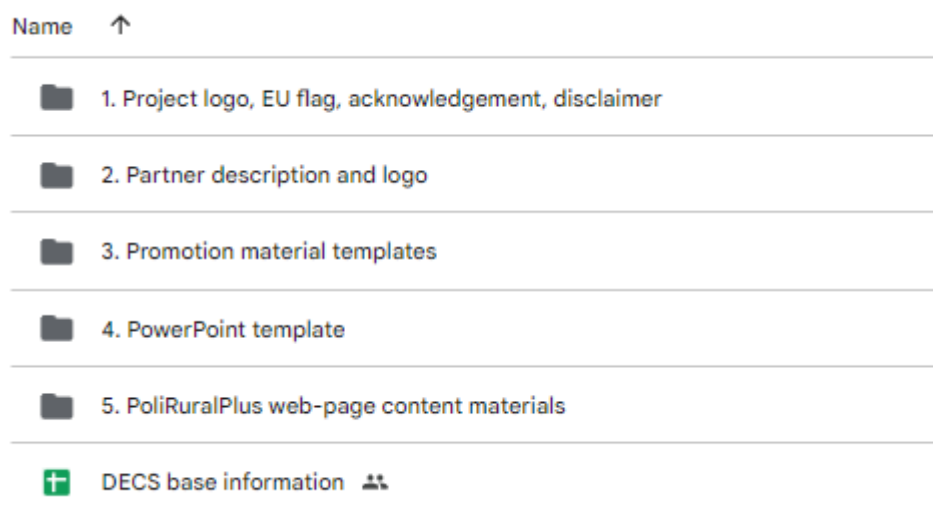 Name
1. Project logo, EU flag, acknowledgement, disclaimer
2. Partner description and logo
3. Promotion material templates
4. PowerPoint template
5. PoliRuralPlus web-page content materials
DECS base information